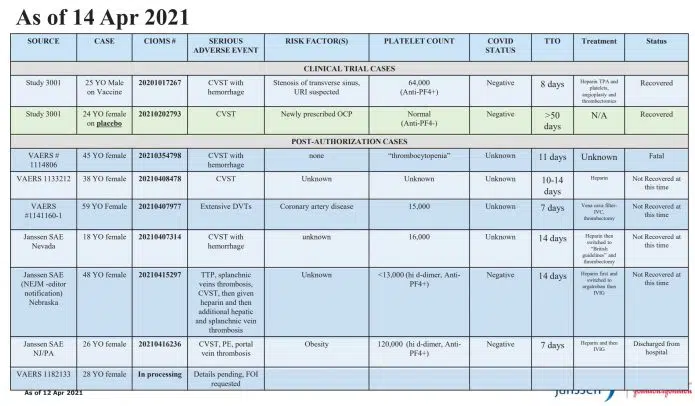 As of 14 Apr 2021
SOURCE CASE CIOMS # SERIOUS RISK FACTOR(S) PLATELET COUNT COVID TTO Treatment Status
ADVERSE EVENT STATUS
CLINICAL TRIAL CASES
Study 3001 25 YO Male 20201017267 CVST with Stenosis of transverse sinus, 64,000 Negative 8 days Heparin TPA and Recovered
on Vaccine hemorrhage URI suspected (Anti-PF4+) platelets,
angioplasty and
thrombectomies
Study 3001 24 YO female 20210202793 CVST Newly prescribed OCP Normal Negative >50 N/A Recovered
on placebo (Anti-PF4-) days
POST-AUTHORIZATION CASES
VAERS # 45 YO female 20210354798 CVST with none “thrombocytopenia” Unknown 11 days Unknown Fatal
1114806 hemorrhage
VAERS 1133212 38 YO female 20210408478 CVST Unknown Unknown Unknown 10-14 Heparin Not Recovered at
days this time
VAERS 59 YO Female 20210407977 Extensive DVTs Coronary artery disease 15,000 Unknown 7 days Vena cava filter- Not Recovered at
#1141160-1 IVC, this time
thrombectomy
Janssen SAE 18 YO female 20210407314 CVST with unknown 16,000 Unknown 14 days Heparin then Not Recovered at
Nevada hemorrhage switched to this time
“British
guidelines” and
thrombectomy
Janssen SAE 48 YO female 20210415297 TTP, splanchnic Unknown <13,000 (hi d-dimer, Anti- Negative 14 days Heparin first and Not Recovered at
(NEJM -editor veins thrombosis, PF4+) switched to this time
notification) CVST, then given argatroban then
Nebraska heparin and then IVIG
additional hepatic
and splanchnic vein
thrombosis
Janssen SAE 26 YO female 20210416236 CVST, PE, portal Obesity 120,000 (hi d-dimer, Anti- Negative 7 days Heparin and then Discharged from
NJ/PA vein thrombosis PF4+) IVIG hospital
VAERS 1182133 28 YO female In processing Details pending, FOI
requested
As of 12 Apr 2021 janssen